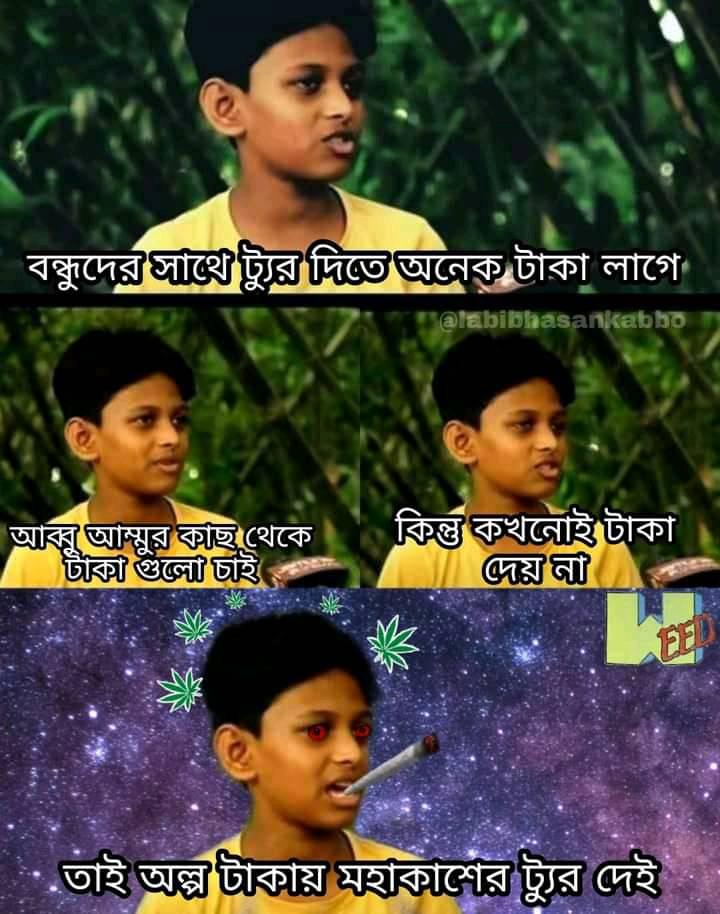 বন্ধুদের সাথে ট্যুর দিতে অনেক টাকা লাগে
@labibhasankabbo
আব্বু আম্মুর কাছ থেকে
টাকা গুলো চাই
কিন্তু কখনোই টাকা
দেয় না
WEED
তাই অল্প টাকায় মহাকাশের ট্যুর দেই